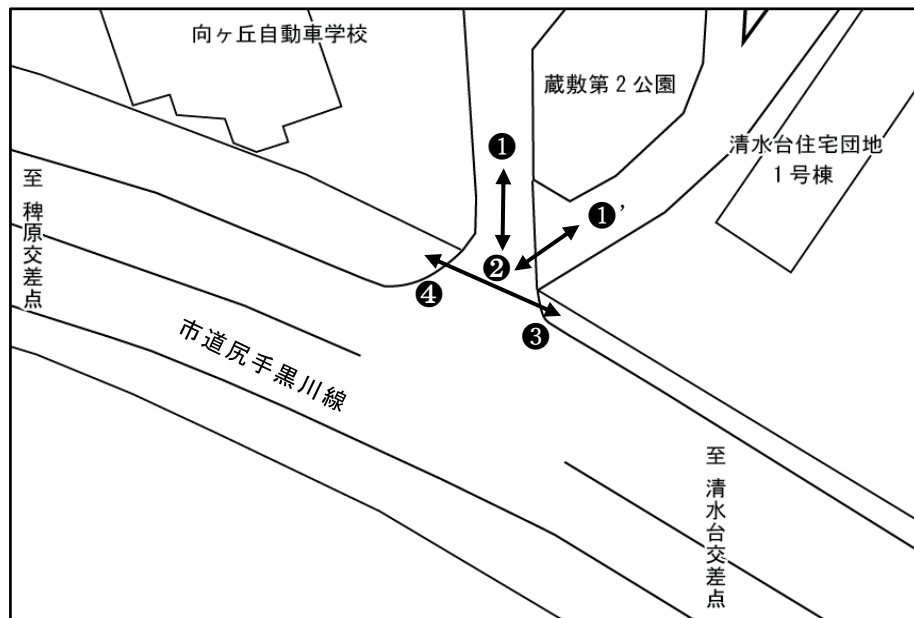 向ヶ丘自動車学校
蔵敷第2公園
清水台住宅団地
1号棟
❶
❶’
❷
❹
❸
至 稗原交差点
市道尻手黒川線
至 清水台交差点